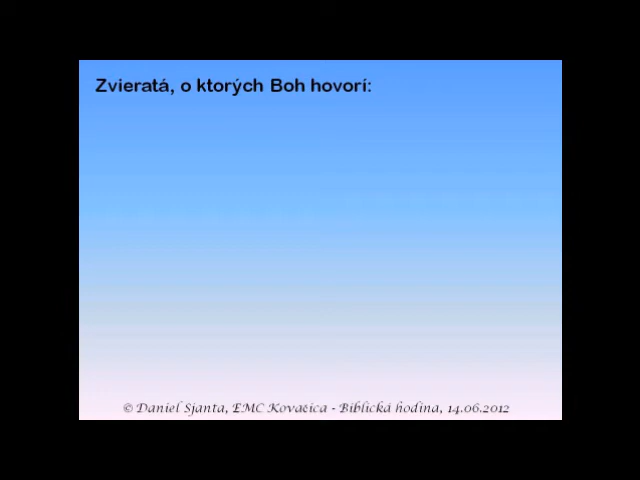 Zvieratá, o ktorých Boh hovorí:
© Daniel Sjanta, EMC Kovačica - Biblická hodina, 14.06.2012